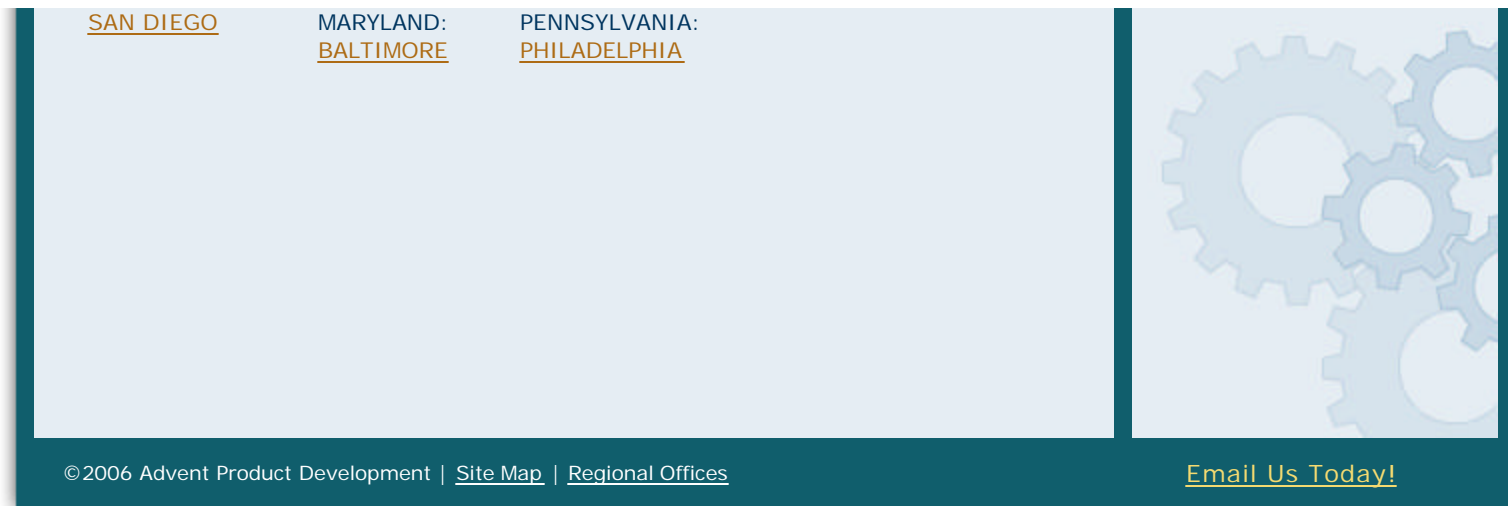 SAN DIEGO MARYLAND: PENNSYLVANIA:
BALTIMORE PHILADELPHIA
©2006 Advent Product Development | Site Map | Regional Offices Email Us Today!